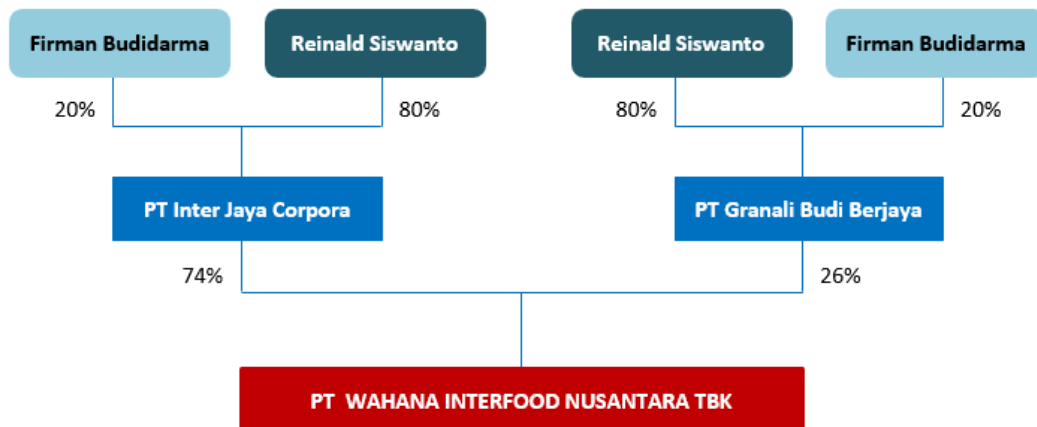 Firman Budidarma
Reinald Siswanto
Reinald Siswanto
Firman Budidarma
20%
80%
80%
20%
PT Inter Jaya Corpora
PT Granali Budi Berjaya
74%
26%
PT WAHANA INTERFOOD NUSANTARA TBK